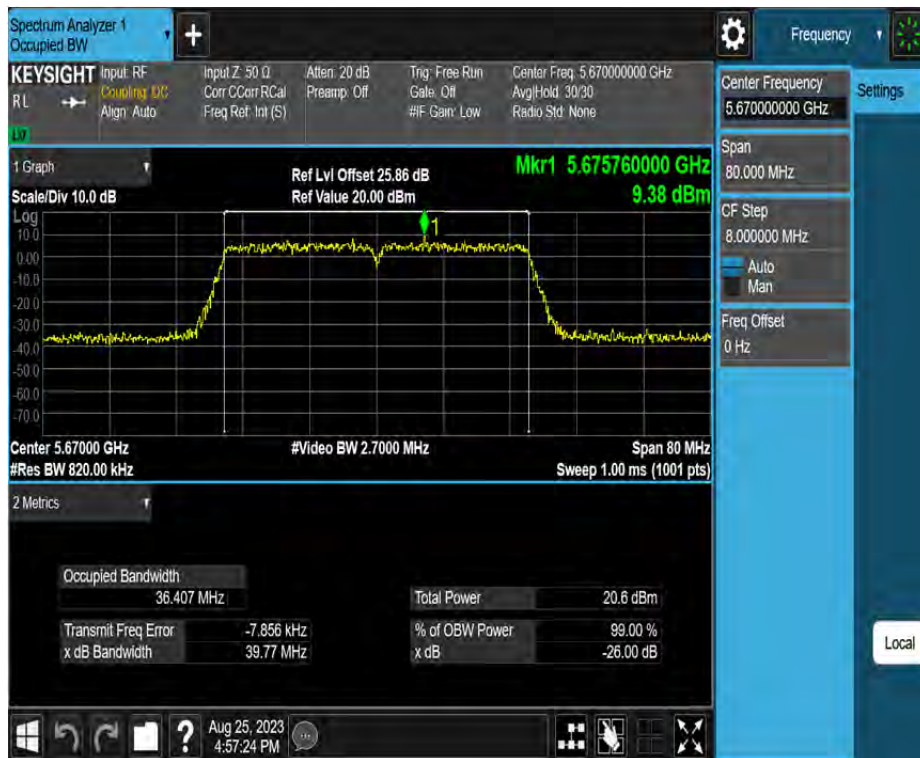 Spectrum Analyzer 1
Occupied BW
+
Frequency
KEYSIGHT
RL
LXI
Input: RF
Coupling: DC
Align: Auto
Input Z: 50 Ω
Corr CCorr RCal
Freq Ref: Int (S)
Atten: 20 dB
Preamp: Off
Trig: Free Run
Gate: Off
#IF Gain: Low
Center Freq: 5.670000000 GHz
Avg|Hold: 30/30
Radio Std: None
Center Frequency
5.670000000 GHz
Settings
Span
80.000 MHz
CF Step
8.000000 MHz
Auto
Man
Freq Offset
0 Hz
Local
1 Graph
Scale/Div 10.0 dB
Ref Lvl Offset 25.86 dB
Ref Value 20.00 dBm
Mkr1 5.675760000 GHz
9.38 dBm
Log
10.0
0.00
-10.0
-20.0
-30.0
-40.0
-50.0
-60.0
-70.0
1
Center 5.67000 GHz
#Res BW 820.00 kHz
#Video BW 2.7000 MHz
Span 80 MHz
Sweep 1.00 ms (1001 pts)
2 Metrics
Occupied Bandwidth
36.407 MHz
Total Power 20.6 dBm
Transmit Freq Error -7.856 kHz
% of OBW Power 99.00 %
x dB Bandwidth 39.77 MHz
x dB -26.00 dB
?
Aug 25, 2023
4:57:24 PM